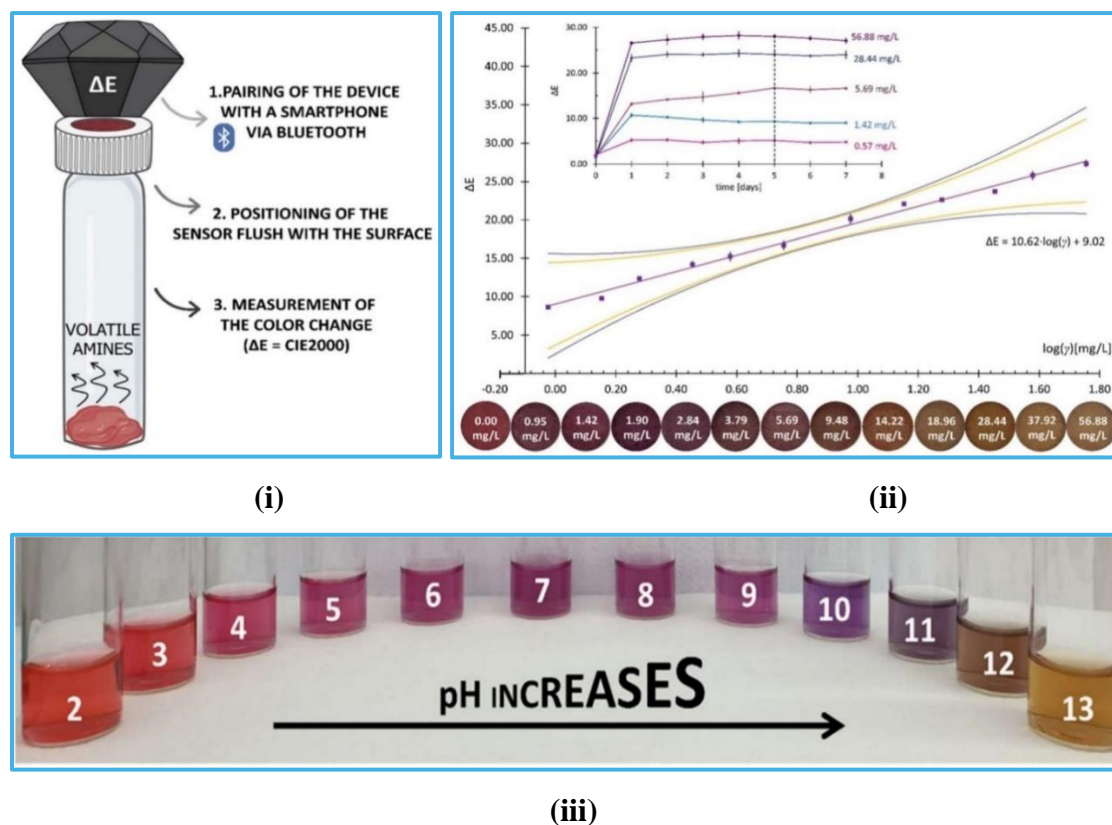 ΔE
1.PAIRING OF THE DEVICE
WITH A SMARTPHONE
VIA BLUETOOTH
2. POSITIONING OF THE
SENSOR FLUSH WITH THE SURFACE
3. MEASUREMENT OF
THE COLOR CHANGE
(ΔE = CIE2000)
VOLATILE
AMINES
(i)
45.00
40.00
35.00
30.00
25.00
20.00
15.00
10.00
5.00
ΔE
30.00
20.00
10.00
0.00
ΔE
0 1 2 3 4 5 6 7 8
time [days]
56.88 mg/L
28.44 mg/L
5.69 mg/L
1.42 mg/L
0.57 mg/L
ΔE = 10.62·log(γ) + 9.02
log(γ)[mg/L]
-0.20 0.00 0.20 0.40 0.60 0.80 1.00 1.20 1.40 1.60 1.80
0.00 mg/L
0.95 mg/L
1.42 mg/L
1.90 mg/L
2.84 mg/L
3.79 mg/L
5.69 mg/L
9.48 mg/L
14.22 mg/L
18.96 mg/L
28.44 mg/L
37.92 mg/L
56.88 mg/L
(ii)
2 3 4 5 6 7 8 9 10 11 12 13
pH INCREASES
(iii)